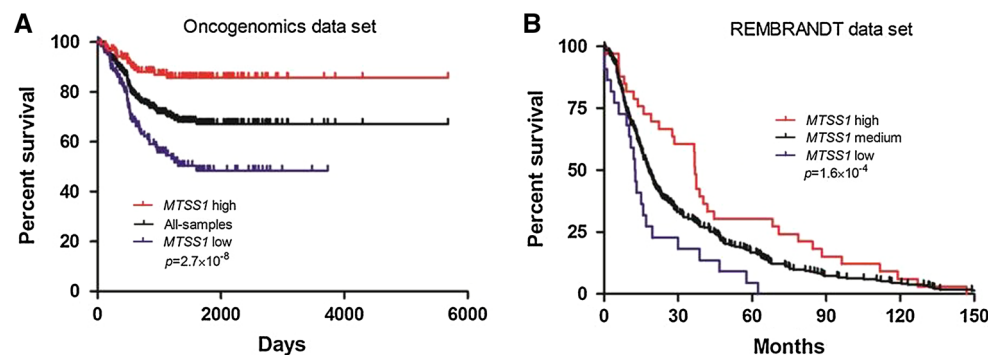 A
Oncogenomics data set
Percent survival
100
80
60
40
20
0
MTSS1 high
All-samples
MTSS1 low
p=2.7×10-8
0 2000 4000 6000
Days
B
REMBRANDT data set
Percent survival
100
75
50
25
0
MTSS1 high
MTSS1 medium
MTSS1 low
p=1.6×10-4
0 30 60 90 120 150
Months